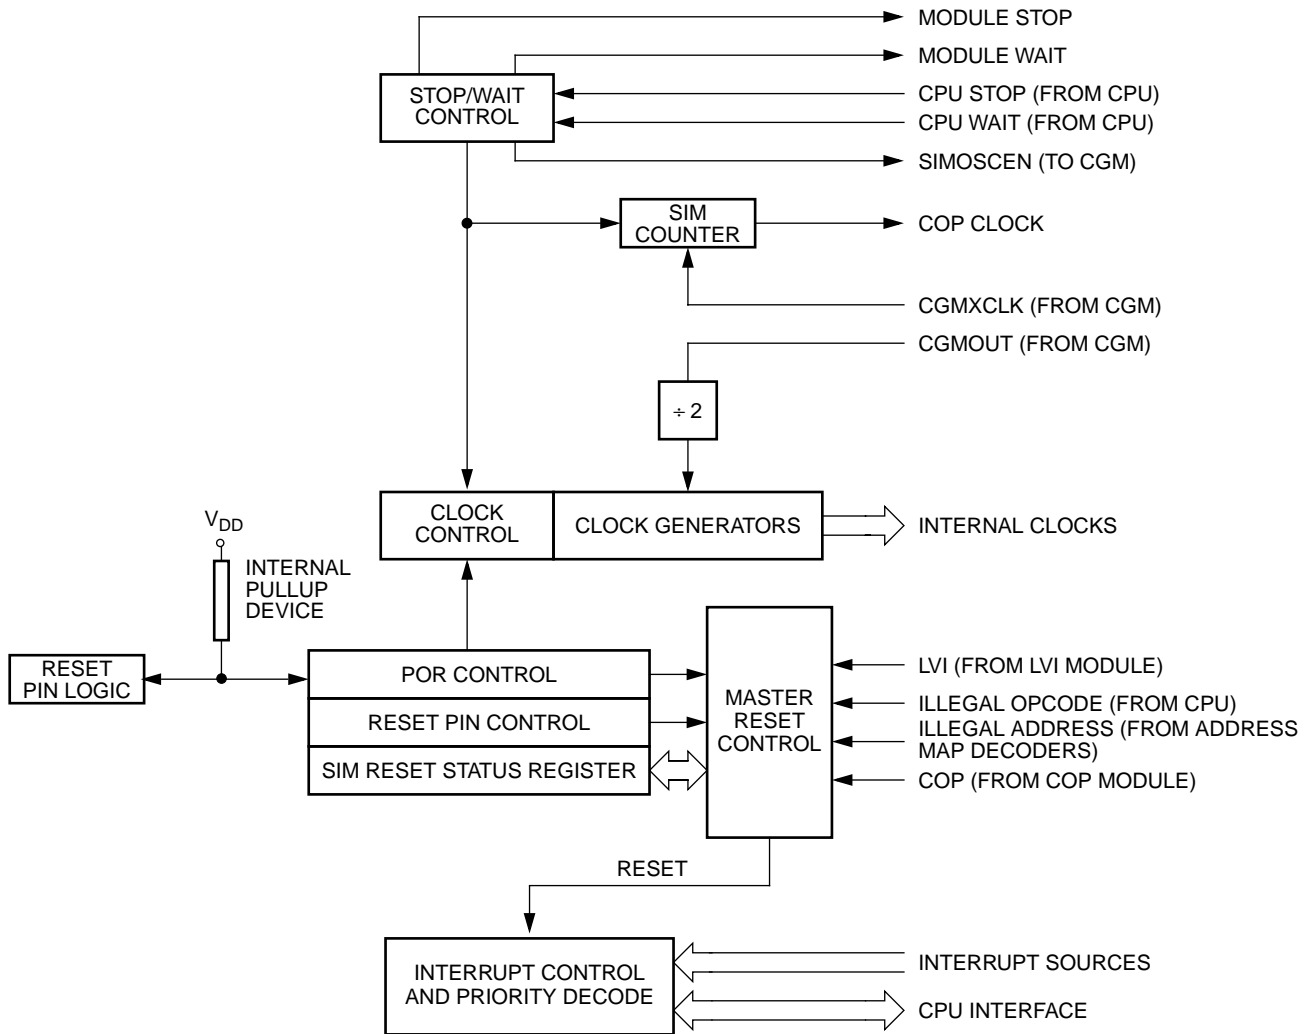 MODULE STOP
MODULE WAIT
STOP/WAIT
CONTROL
CPU STOP (FROM CPU)
CPU WAIT (FROM CPU)
SIMOSCEN (TO CGM)
SIM
COUNTER
COP CLOCK
CGMXCLK (FROM CGM)
CGMOUT (FROM CGM)
÷ 2
CLOCK
CONTROL
CLOCK GENERATORS
INTERNAL CLOCKS
VDD
INTERNAL
PULLUP
DEVICE
RESET
PIN LOGIC
POR CONTROL
RESET PIN CONTROL
SIM RESET STATUS REGISTER
MASTER
RESET
CONTROL
LVI (FROM LVI MODULE)
ILLEGAL OPCODE (FROM CPU)
ILLEGAL ADDRESS (FROM ADDRESS
MAP DECODERS)
COP (FROM COP MODULE)
RESET
INTERRUPT CONTROL
AND PRIORITY DECODE
INTERRUPT SOURCES
CPU INTERFACE